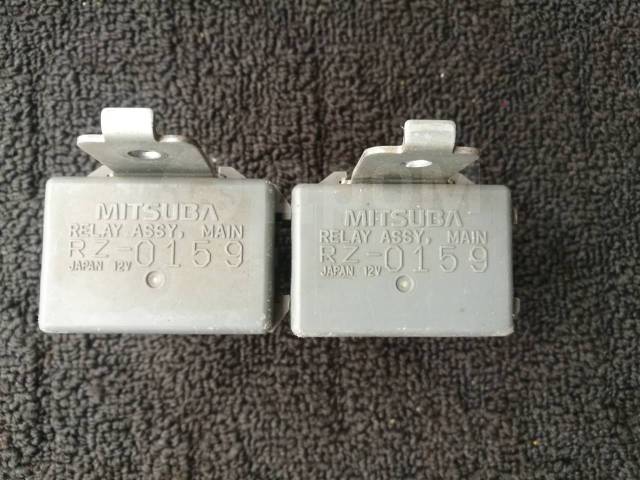 MITSUBA
RELAY ASSY, MAIN
RZ-0159
JAPAN 12V
MITSUBA
RELAY ASSY, MAIN
RZ-0159
JAPAN 12V